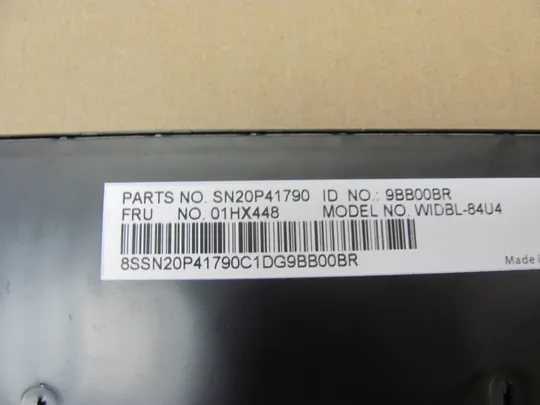 PARTS NO. SN20P41790 ID NO.: 9BB00BR
FRU NO. 01HX448 MODEL NO. WIDBL-84U4
8SSN20P41790C1DG9BB00BR
Made i